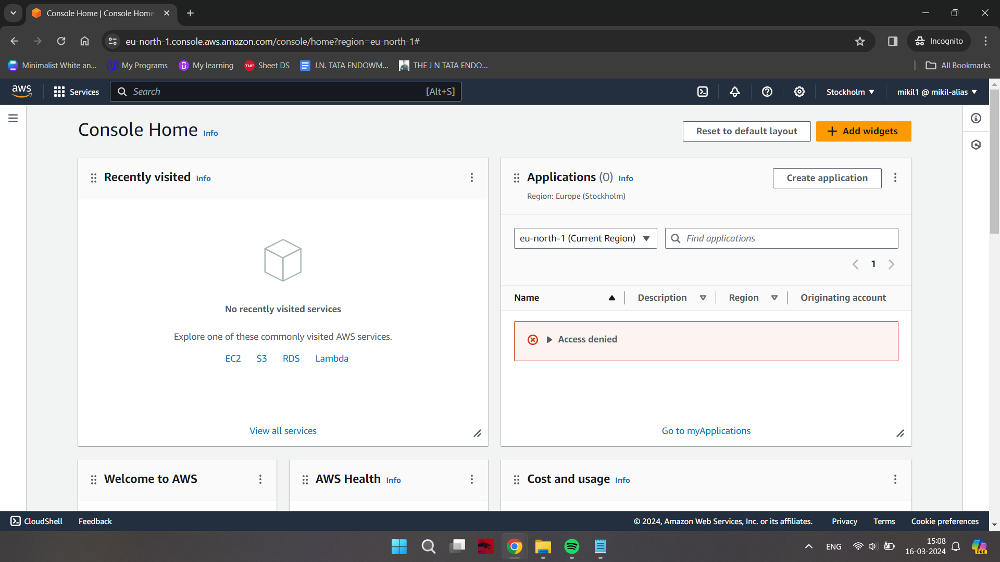 Console Home | Console Home
eu-north-1.console.aws.amazon.com/console/home?region=eu-north-1#
Incognito
Minimalist White an...
My Programs
My learning
TUF
Sheet DS
J.N. TATA ENDOWM...
THE J N TATA ENDO...
All Bookmarks
aws
Services
Search
[Alt+S]
Stockholm
mikil1 @ mikil-alias
Console Home Info
Reset to default layout
Add widgets
Recently visited Info
Applications (0) Info
Create application
Region: Europe (Stockholm)
eu-north-1 (Current Region)
Find applications
1
Name
Description
Region
Originating account
No recently visited services
Explore one of these commonly visited AWS services.
EC2
S3
RDS
Lambda
Access denied
View all services
Go to myApplications
Welcome to AWS
AWS Health Info
Cost and usage Info
CloudShell
Feedback
© 2024, Amazon Web Services, Inc. or its affiliates.
Privacy
Terms
Cookie preferences
ENG
15:08
16-03-2024
PRE